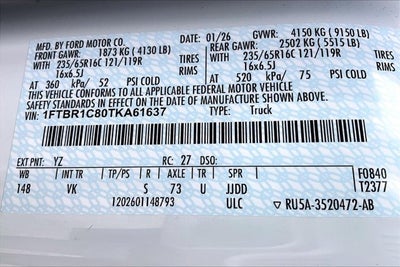 MFD. BY FORD MOTOR CO. DATE: 01/26 GVWR: 4150 KG ( 9150 LB)
FRONT GAWR: 1873 KG ( 4130 LB) REAR GAWR: 2502 KG ( 5515 LB)
WITH 235/65R16C 121/119R TIRES WITH 235/65R16C 121/119R TIRES
16x6.5J RIMS 16x6.5J RIMS
AT 360 kPa/ 52 PSI COLD AT 520 kPa/ 75 PSI COLD
THIS VEHICLE CONFORMS TO ALL APPLICABLE FEDERAL MOTOR VEHICLE
SAFETY STANDARDS IN EFFECT ON THE DATE OF MANUFACTURE SHOWN ABOVE.
VIN: 1FTBR1C80TKA61637 TYPE: Truck
EXT PNT: YZ RC: 27 DSO: F0840
WB INT TR TP/PS R AXLE TR SPR T2377
148 VK S 73 U JJDD
1202601148793 ULC RU5A-3520472-AB